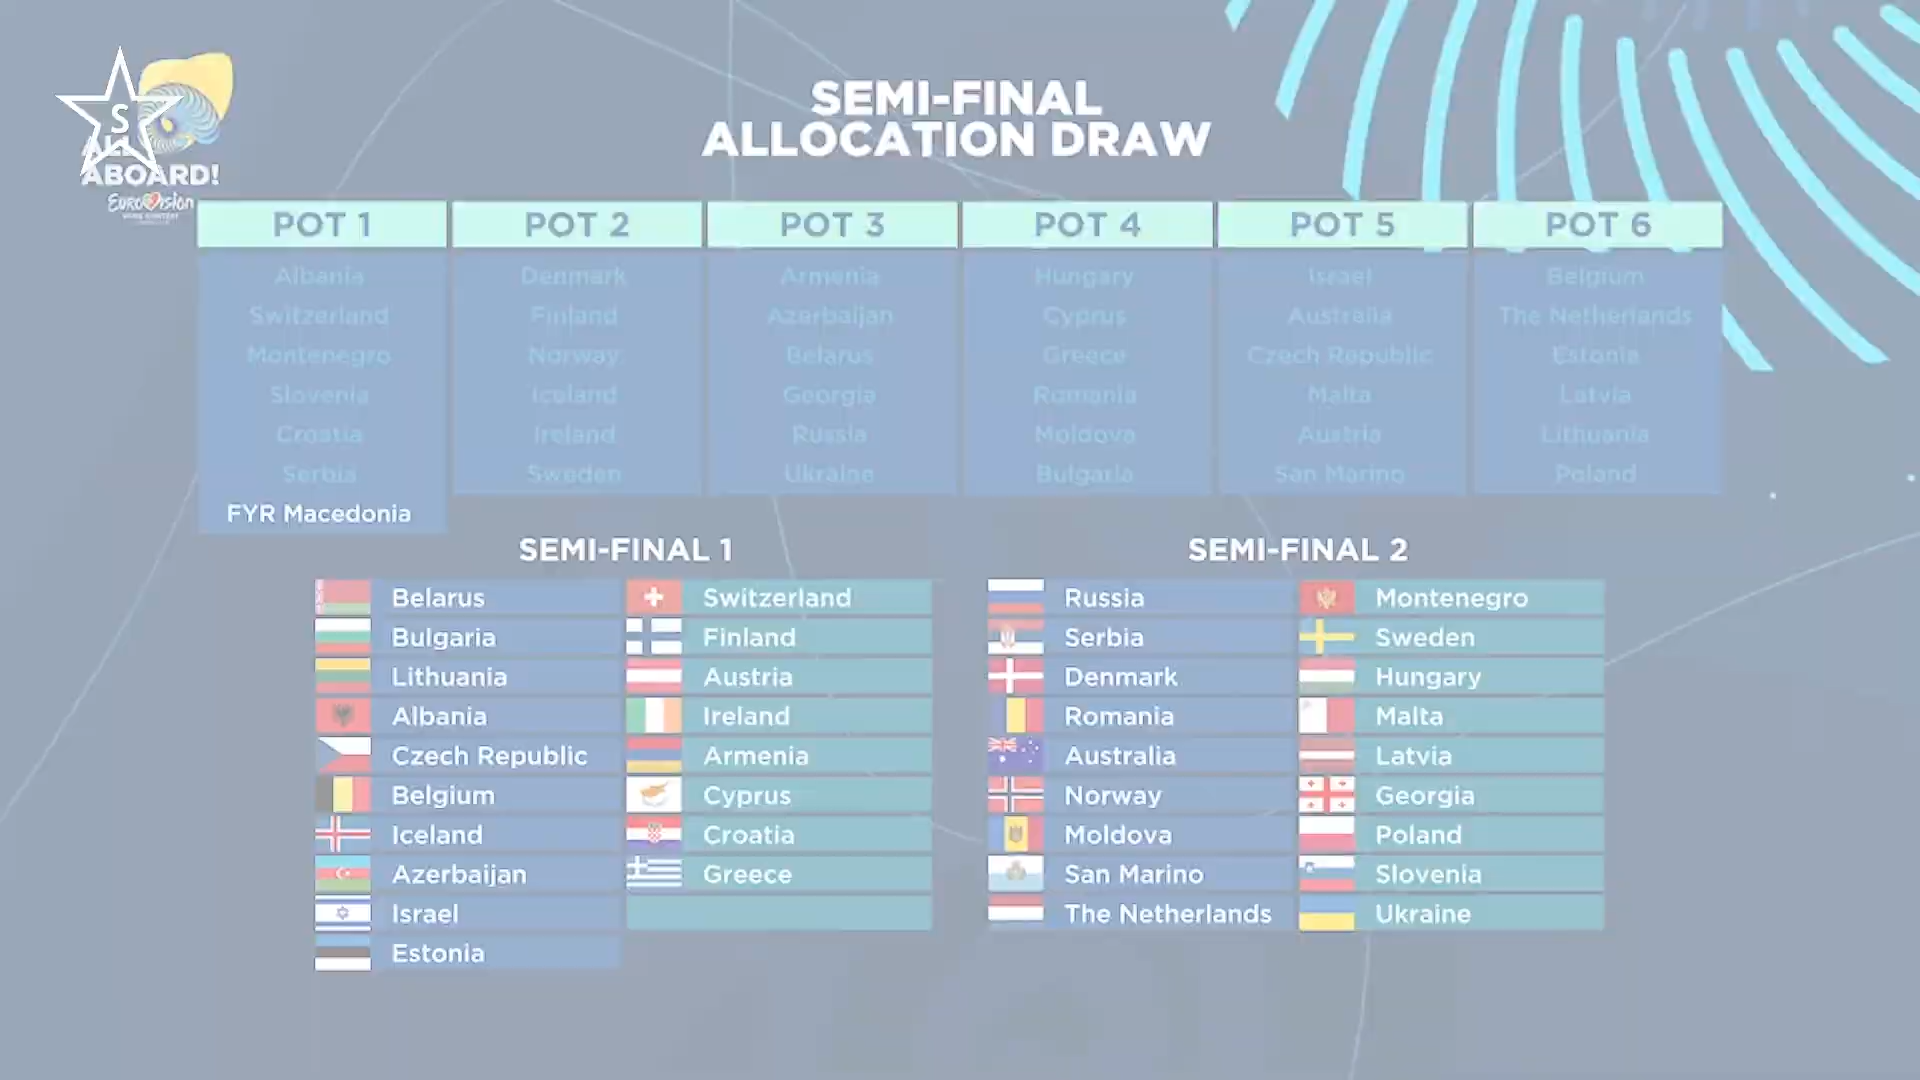 S
ALL
ABOARD!
EUROVISION
SONG CONTEST
SEMI-FINAL
ALLOCATION DRAW
POT 1
POT 2
POT 3
POT 4
POT 5
POT 6
Albania
Denmark
Armenia
Hungary
Israel
Belgium
Switzerland
Finland
Azerbaijan
Cyprus
Australia
The Netherlands
Montenegro
Norway
Belarus
Greece
Czech Republic
Estonia
Slovenia
Iceland
Georgia
Romania
Malta
Latvia
Croatia
Ireland
Russia
Moldova
Austria
Lithuania
Serbia
Sweden
Ukraine
Bulgaria
San Marino
Poland
FYR Macedonia
SEMI-FINAL 1
Belarus
Switzerland
Bulgaria
Finland
Lithuania
Austria
Albania
Ireland
Czech Republic
Armenia
Belgium
Cyprus
Iceland
Croatia
Azerbaijan
Greece
Israel
Estonia
SEMI-FINAL 2
Russia
Montenegro
Serbia
Sweden
Denmark
Hungary
Romania
Malta
Australia
Latvia
Norway
Georgia
Moldova
Poland
San Marino
Slovenia
The Netherlands
Ukraine